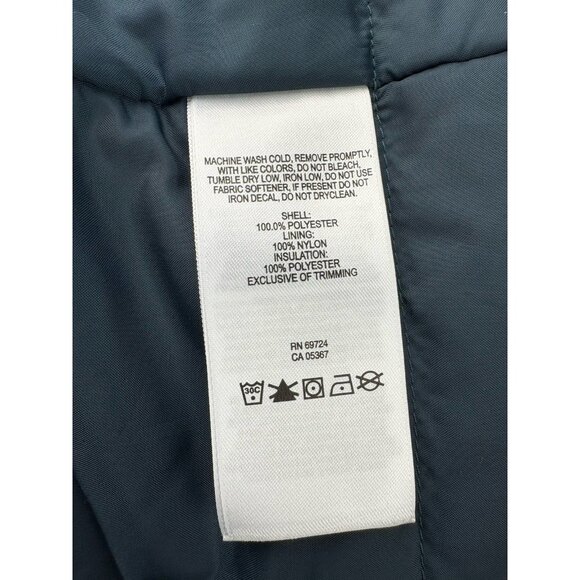 MACHINE WASH COLD, REMOVE PROMPTLY,
WITH LIKE COLORS, DO NOT BLEACH,
TUMBLE DRY LOW, IRON LOW, DO NOT USE
FABRIC SOFTENER, IF PRESENT DO NOT
IRON DECAL, DO NOT DRYCLEAN.
SHELL:
100.0% POLYESTER
LINING:
100% NYLON
INSULATION:
100% POLYESTER
EXCLUSIVE OF TRIMMING
RN 69724
CA 05367
30C